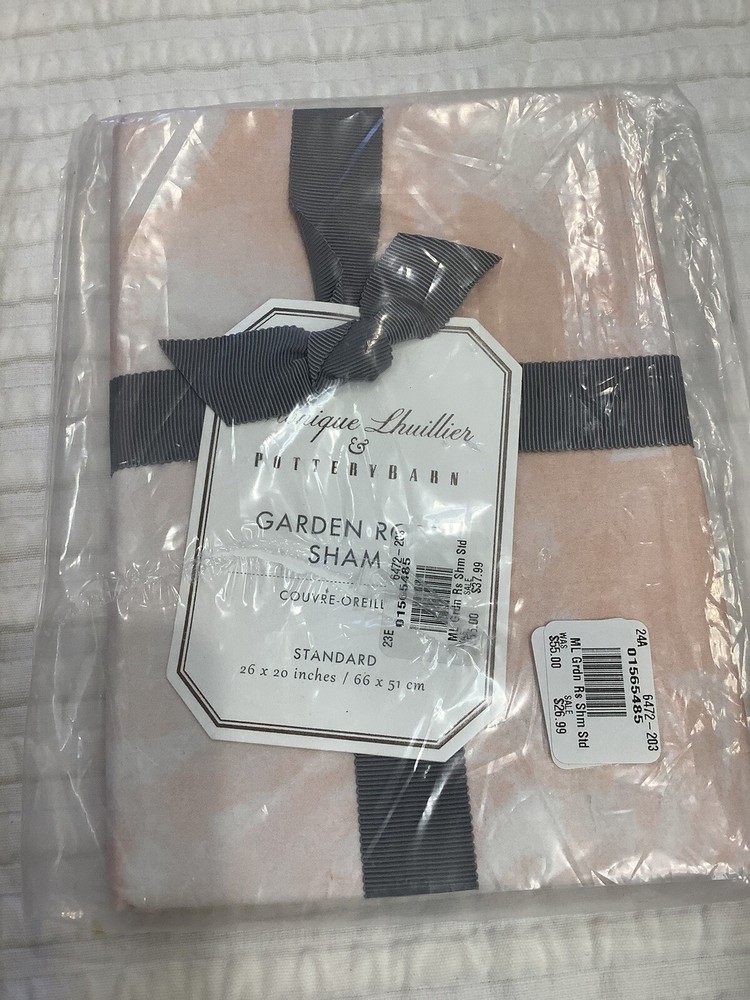 Lhuillier
&
POTTERYBARN
GARDEN
SHAM
COUVRE-OREILL
STANDARD
26 x 20 inches / 66 x 51 cm
23E 6472-203
01565485
ML Grdn Rs Shm Std
SALE
$37.99
24A 6472-203
01565485
ML Grdn Rs Shm Std
WAS SALE
$55.00 $26.99